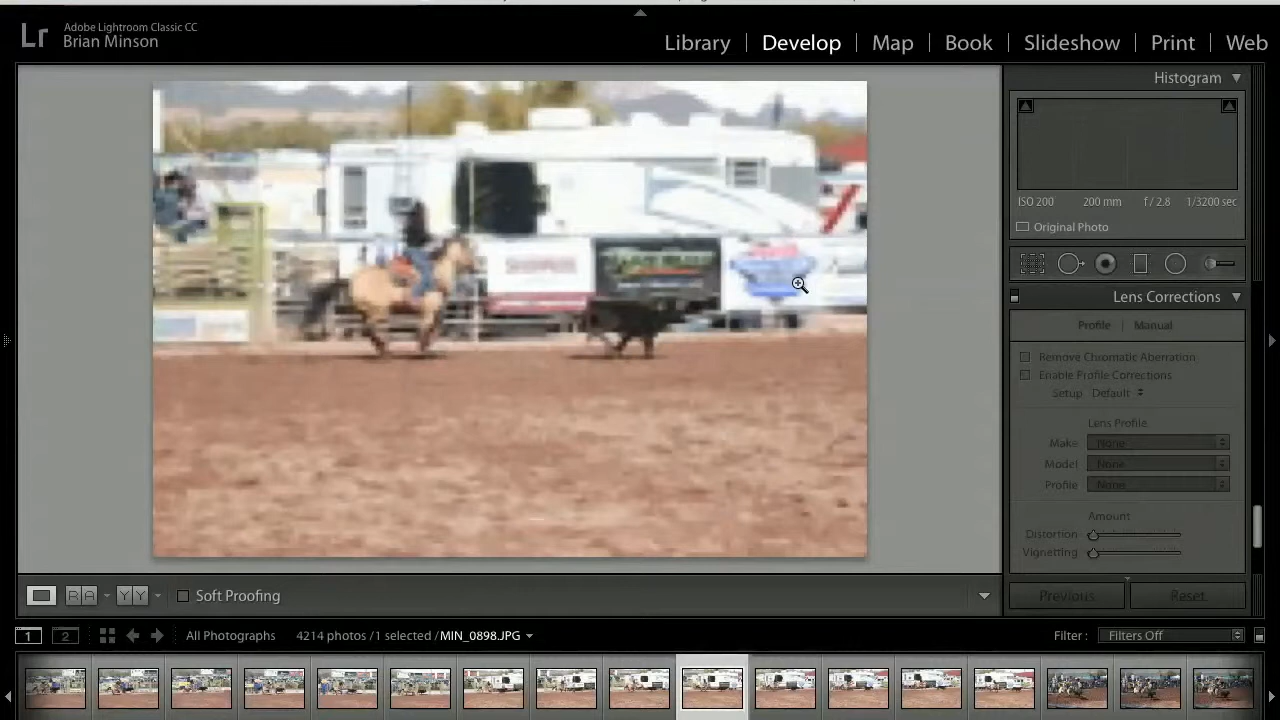 Lr
Adobe Lightroom Classic CC
Brian Minson
Library | Develop | Map | Book | Slideshow | Print | Web
Histogram
ISO 200 200 mm f / 2.8 1/3200 sec
Original Photo
Lens Corrections
Profile | Manual
Remove Chromatic Aberration
Enable Profile Corrections
Setup Default
Lens Profile
Make None
Model None
Profile None
Amount
Distortion
Vignetting
R A Y Y Soft Proofing
Previous Reset
1 2 All Photographs 4214 photos / 1 selected / MIN_0898.JPG Filter : Filters Off